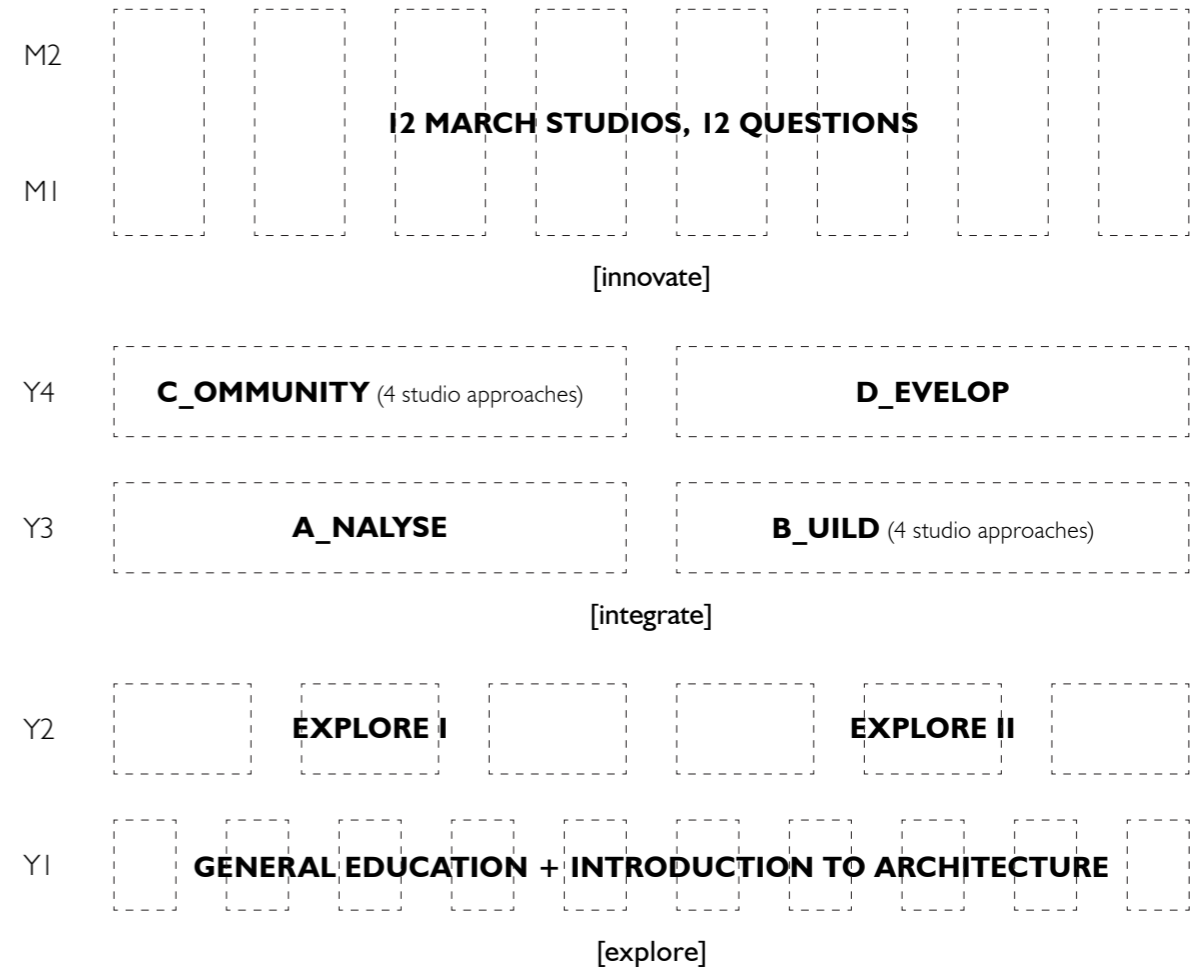 M2
12 MARCH STUDIOS, 12 QUESTIONS
M1
[innovate]
Y4
C_OMMUNITY (4 studio approaches)
D_EVELOP
Y3
A_NALYSE
B_UILD (4 studio approaches)
[integrate]
Y2
EXPLORE I
EXPLORE II
Y1
GENERAL EDUCATION + INTRODUCTION TO ARCHITECTURE
[explore]